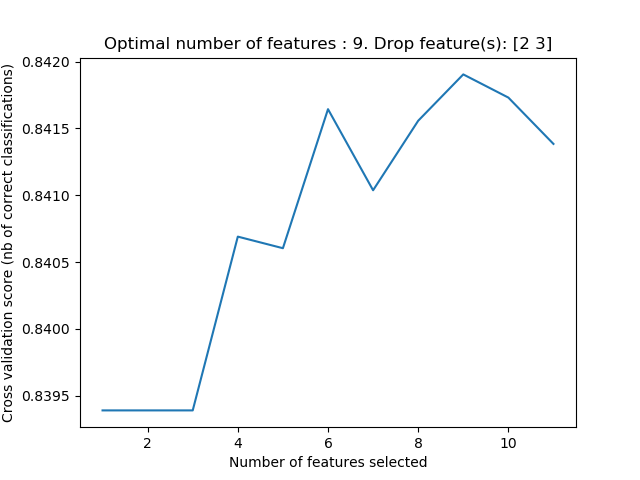 Optimal number of features : 9. Drop feature(s): [2 3]
Cross validation score (nb of correct classifications)
0.8420
0.8415
0.8410
0.8405
0.8400
0.8395
2 4 6 8 10
Number of features selected